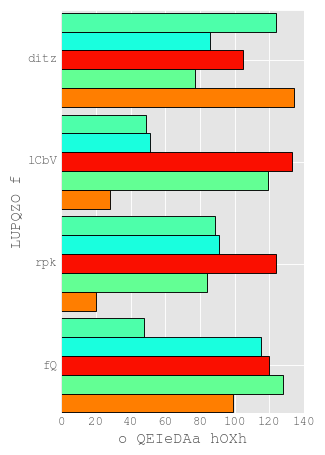 ditz
lCbV
rpk
fQ
LUPQZO f
0 20 40 60 80 100 120 140
o QEIeDAa hOXh